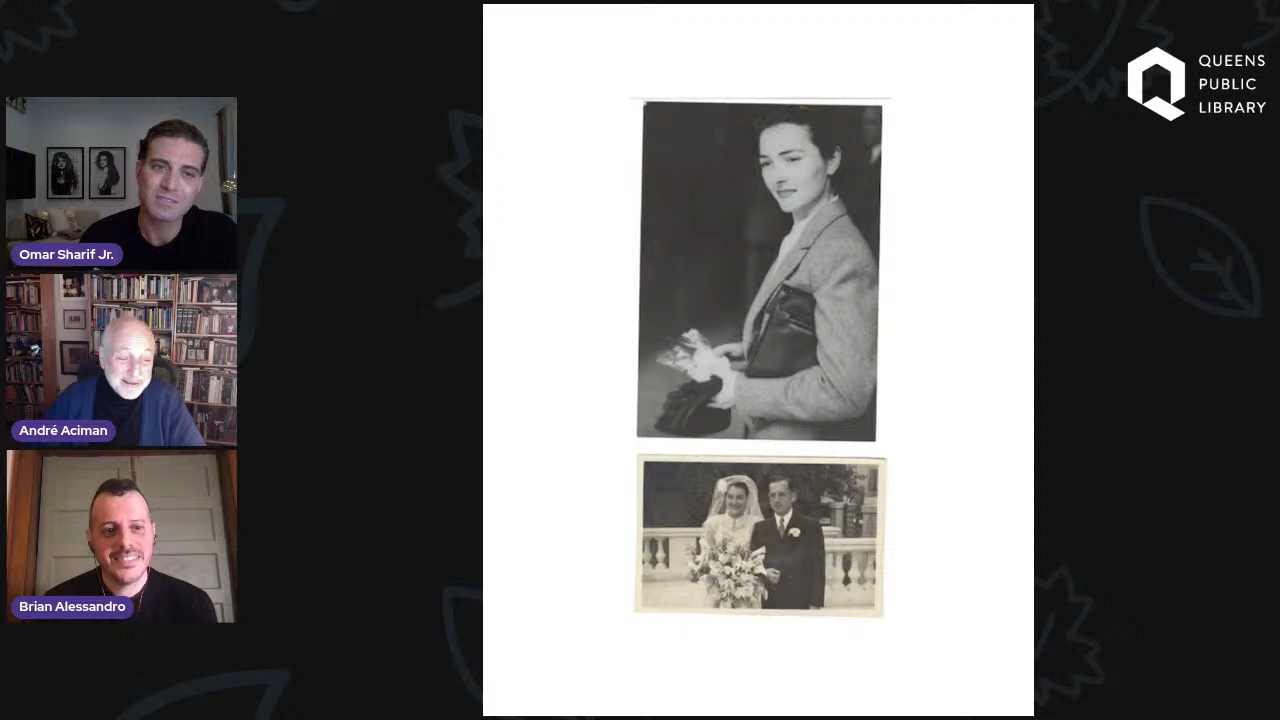 Omar Sharif Jr.
André Aciman
Brian Alessandro
QUEENS
PUBLIC
LIBRARY